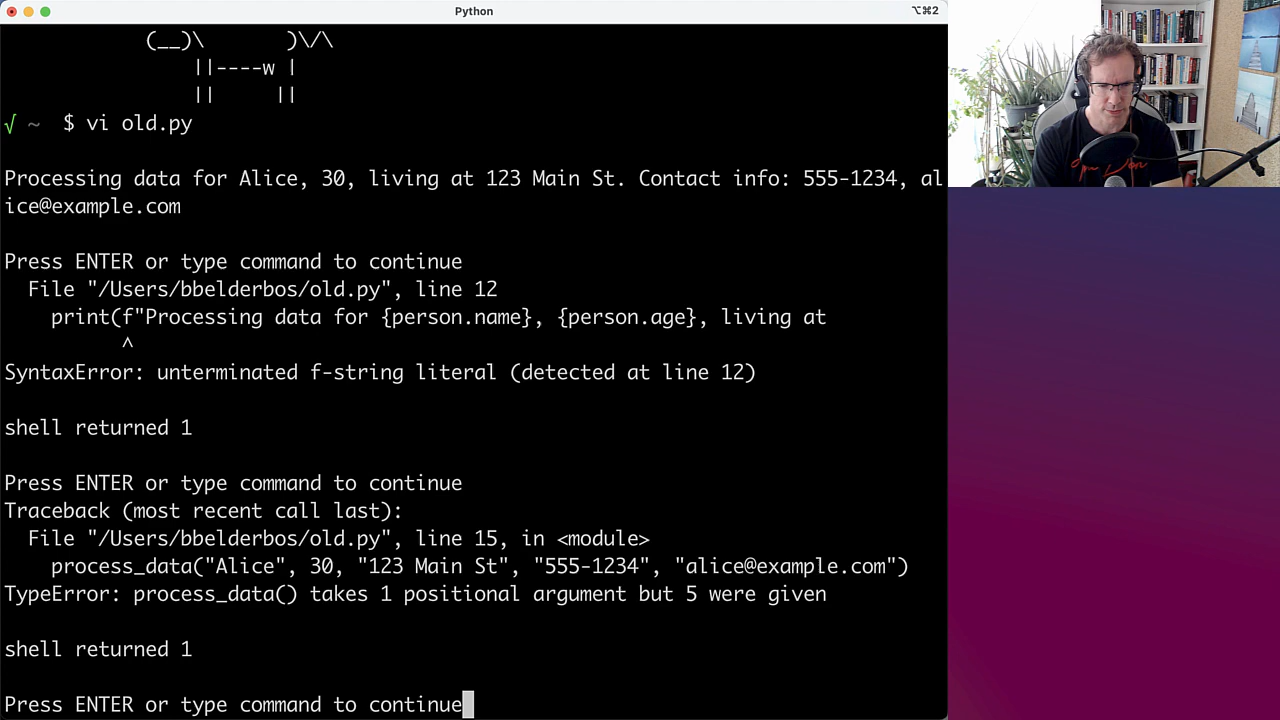 Python
⌥⌘2
(__)\       )\/\
||----w |
||     ||
√ ~  $ vi old.py
Processing data for Alice, 30, living at 123 Main St. Contact info: 555-1234, al
ice@example.com
Press ENTER or type command to continue
File "/Users/bbelderbos/old.py", line 12
print(f"Processing data for {person.name}, {person.age}, living at
^
SyntaxError: unterminated f-string literal (detected at line 12)
shell returned 1
Press ENTER or type command to continue
Traceback (most recent call last):
File "/Users/bbelderbos/old.py", line 15, in <module>
process_data("Alice", 30, "123 Main St", "555-1234", "alice@example.com")
TypeError: process_data() takes 1 positional argument but 5 were given
shell returned 1
Press ENTER or type command to continue